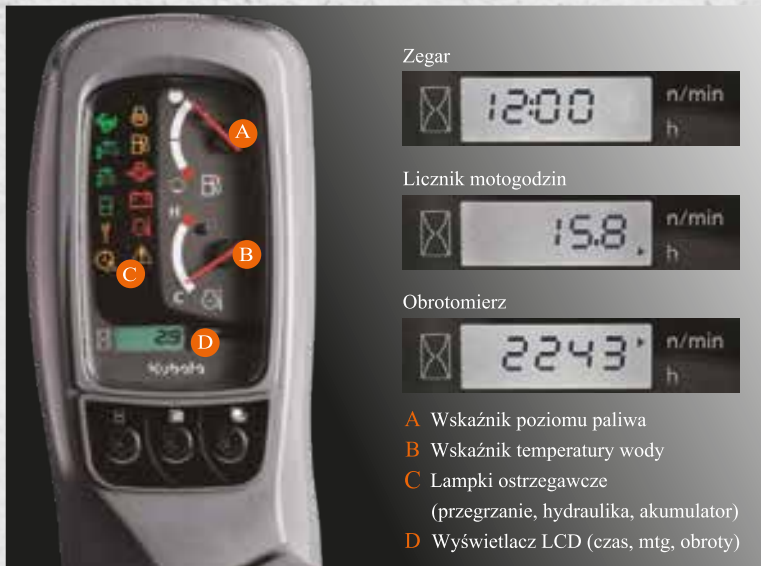 Zegar
12:00 n/min
h
Licznik motogodzin
15.8 n/min
h
Obrotomierz
2243 n/min
h
A
B
C
D
H
C
Kubota
A Wskaźnik poziomu paliwa
B Wskaźnik temperatury wody
C Lampki ostrzegawcze
(przegrzanie, hydraulika, akumulator)
D Wyświetlacz LCD (czas, mtg, obroty)